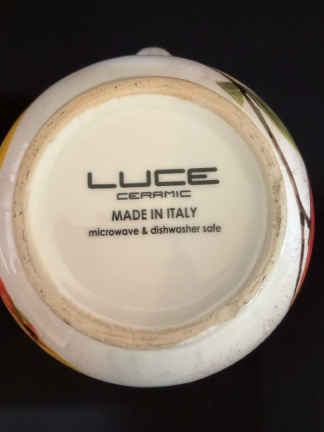 LUCE
CERAMIC
MADE IN ITALY
microwave & dishwasher safe